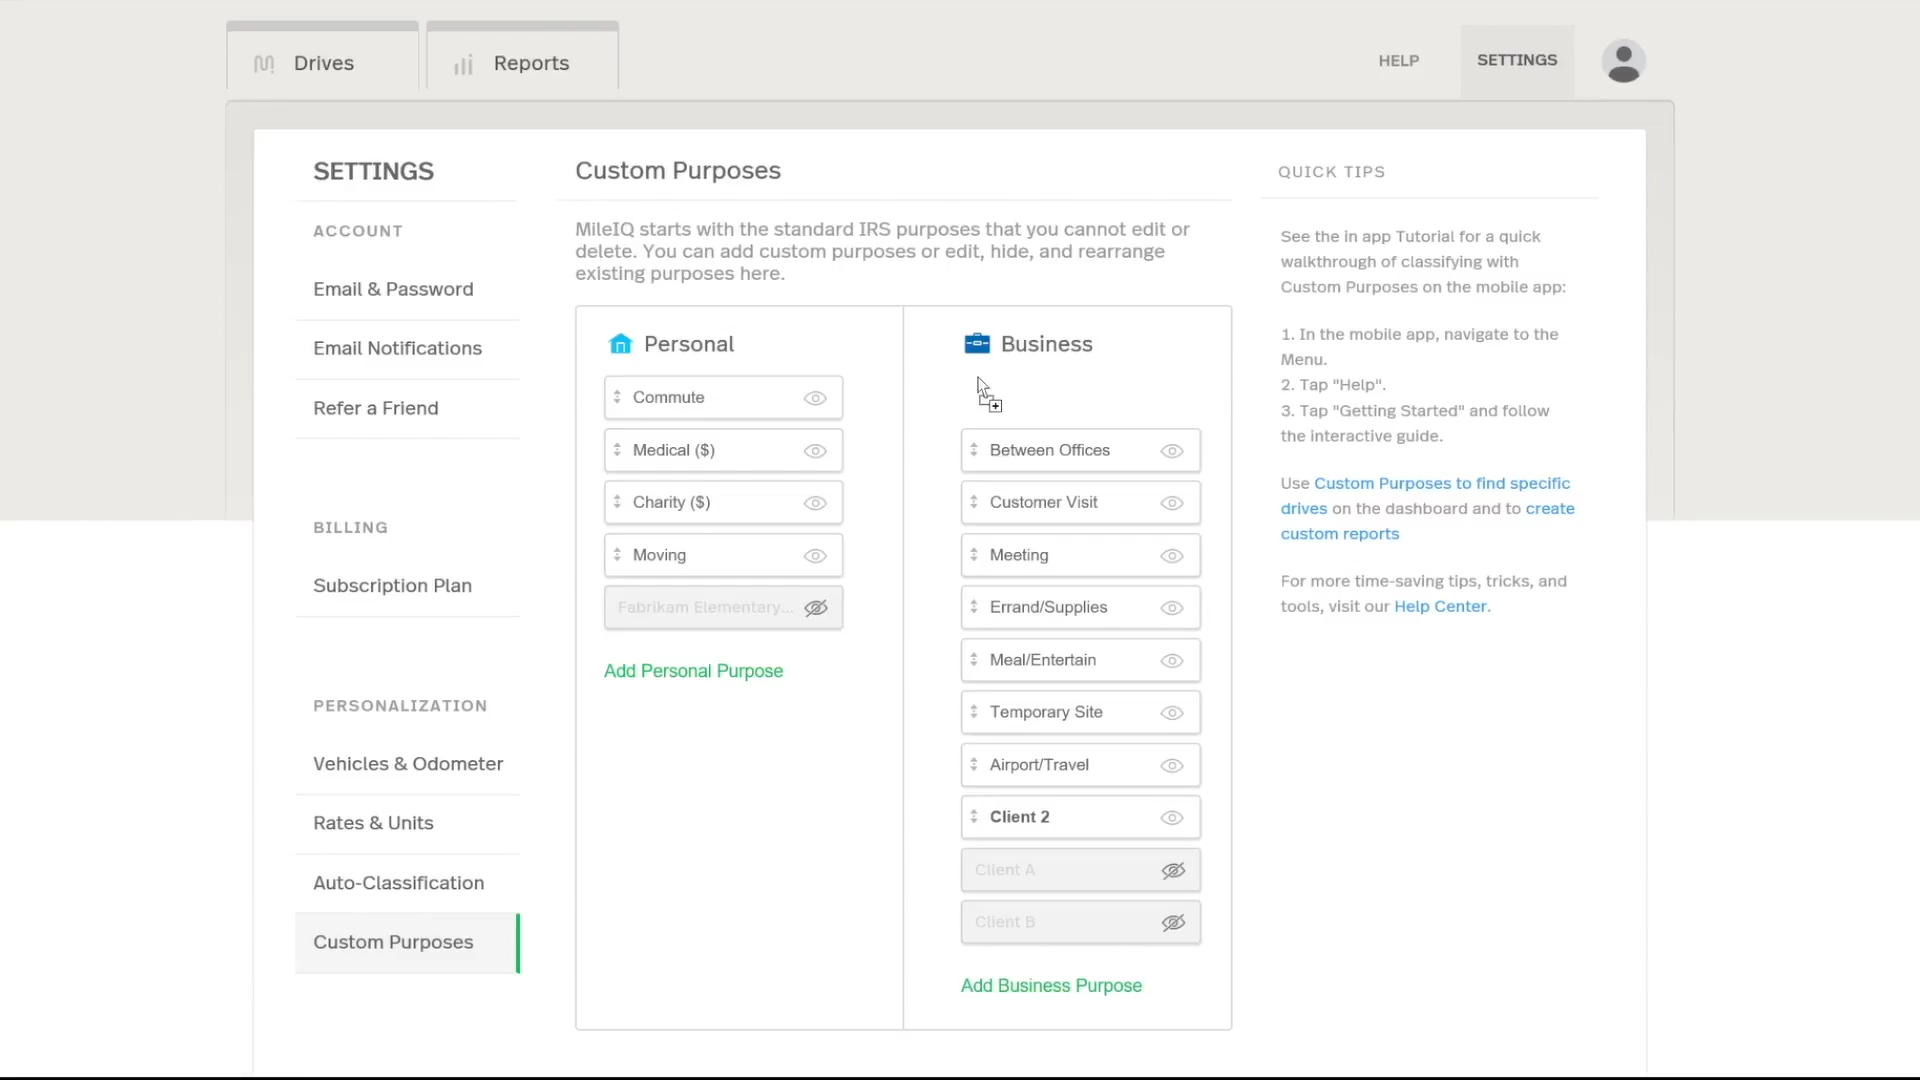 Drives
Reports
HELP
SETTINGS
SETTINGS
ACCOUNT
Email & Password
Email Notifications
Refer a Friend
BILLING
Subscription Plan
PERSONALIZATION
Vehicles & Odometer
Rates & Units
Auto-Classification
Custom Purposes
Custom Purposes
MileIQ starts with the standard IRS purposes that you cannot edit or
delete. You can add custom purposes or edit, hide, and rearrange
existing purposes here.
Personal
Commute
Medical ($)
Charity ($)
Moving
Fabrikam Elementary...
Add Personal Purpose
Business
Between Offices
Customer Visit
Meeting
Errand/Supplies
Meal/Entertain
Temporary Site
Airport/Travel
Client 2
Client A
Client B
Add Business Purpose
QUICK TIPS
See the in app Tutorial for a quick
walkthrough of classifying with
Custom Purposes on the mobile app:
1. In the mobile app, navigate to the
Menu.
2. Tap "Help".
3. Tap "Getting Started" and follow
the interactive guide.
Use Custom Purposes to find specific
drives on the dashboard and to create
custom reports
For more time-saving tips, tricks, and
tools, visit our Help Center.